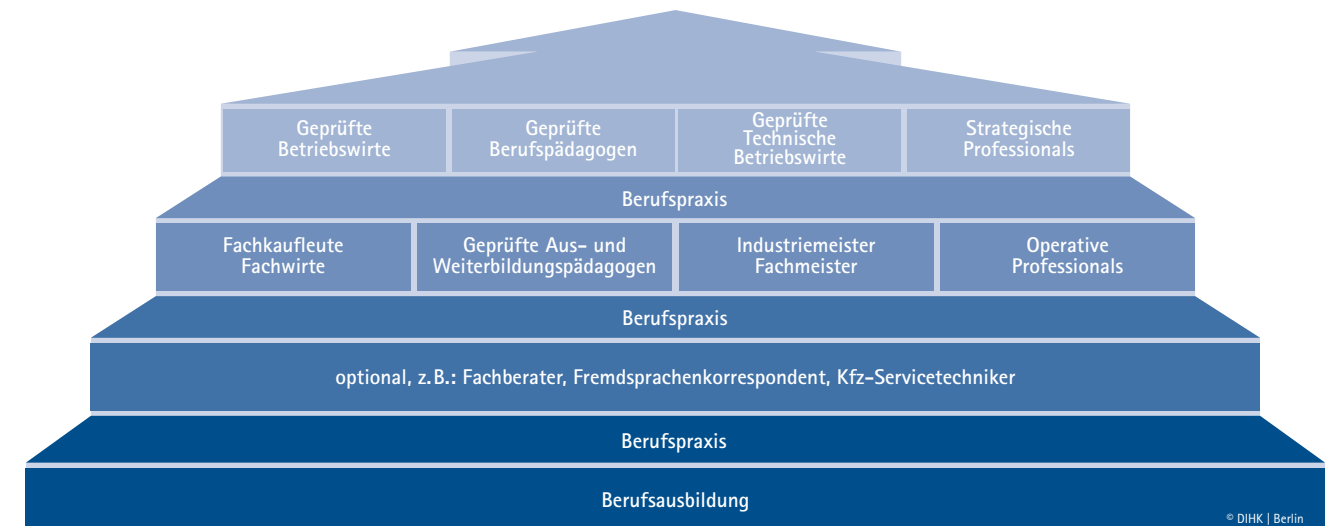 Geprüfte
Betriebswirte
Geprüfte
Berufspädagogen
Geprüfte
Technische
Betriebswirte
Strategische
Professionals
Berufspraxis
Fachkaufleute
Fachwirte
Geprüfte Aus- und
Weiterbildungspädagogen
Industriemeister
Fachmeister
Operative
Professionals
Berufspraxis
optional, z.B.: Fachberater, Fremdsprachenkorrespondent, Kfz-Servicetechniker
Berufspraxis
Berufsausbildung
© DIHK | Berlin